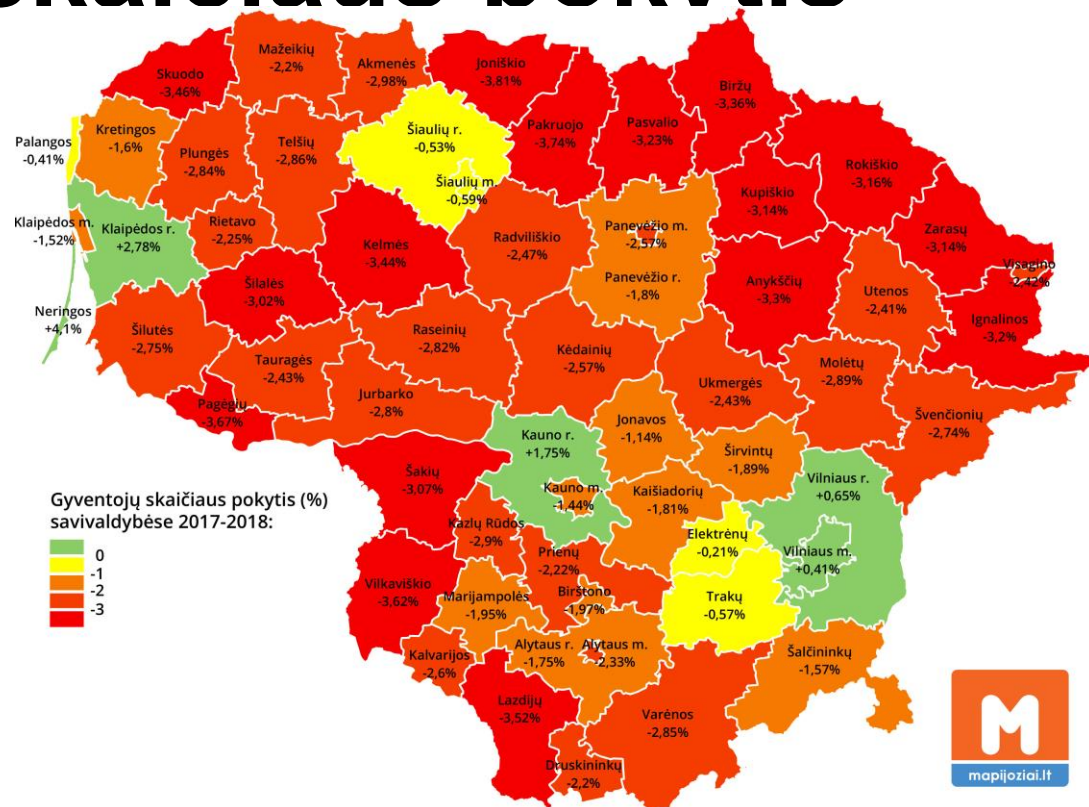 skaičiaus pokytis
Mažeikių
-2,2%
Akmenės
-2,98%
Joniškio
-3,81%
Skuodo
-3,46%
Biržų
-3,36%
Pakruojo
-3,74%
Pasvalio
-3,23%
Kretingos
-1,6%
Šiaulių r.
-0,53%
Palangos
-0,41%
Plungės
-2,84%
Telšių
-2,86%
Rokiškio
-3,16%
Šiaulių m.
-0,59%
Kupiškio
-3,14%
Klaipėdos m.
-1,52%
Klaipėdos r.
+2,78%
Rietavo
-2,25%
Kelmės
-3,44%
Radviliškio
-2,47%
Panevėžio m.
-2,57%
Zarasų
-3,14%
Visagino
-2,42%
Panevėžio r.
-1,8%
Anykščių
-3,3%
Šilalės
-3,02%
Utenos
-2,41%
Neringos
+4,1%
Šilutės
-2,75%
Raseinių
-2,82%
Ignalinos
-3,2%
Kėdainių
-2,57%
Tauragės
-2,43%
Molėtų
-2,89%
Ukmergės
-2,43%
Jurbarko
-2,8%
Pagėgių
-3,67%
Jonavos
-1,14%
Švenčionių
-2,74%
Kauno r.
+1,75%
Širvintų
-1,89%
Šakių
-3,07%
Vilniaus r.
+0,65%
Kauno m.
-1,44%
Kaišiadorių
-1,81%
Gyventojų skaičiaus pokytis (%)
savivaldybėse 2017-2018:
0
-1
-2
-3
Kazlų Rūdos
-2,9%
Elektrėnų
-0,21%
Prienų
-2,22%
Vilniaus m.
+0,41%
Vilkaviškio
-3,62%
Marijampolės
-1,95%
Birštono
-1,97%
Trakų
-0,57%
Kalvarijos
-2,6%
Alytaus r.
-1,75%
Alytaus m.
-2,33%
Šalčininkų
-1,57%
Lazdijų
-3,52%
Varėnos
-2,85%
Druskininkų
-2,2%
M
mapijoziai.lt